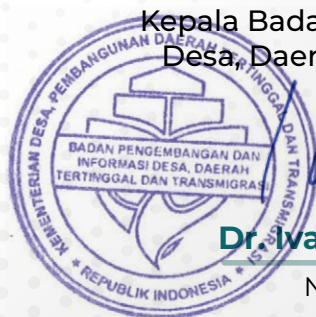 Kepala Bada
Desa, Daer
KEMENTERIAN DESA, PEMBANGUNAN DAERAH TERTINGGAL DAN TRANSMIGRASI
BADAN PENGEMBANGAN DAN
INFORMASI DESA, DAERAH
TERTINGGAL DAN TRANSMIGRASI
* REPUBLIK INDONESIA *
Dr. Iva
N